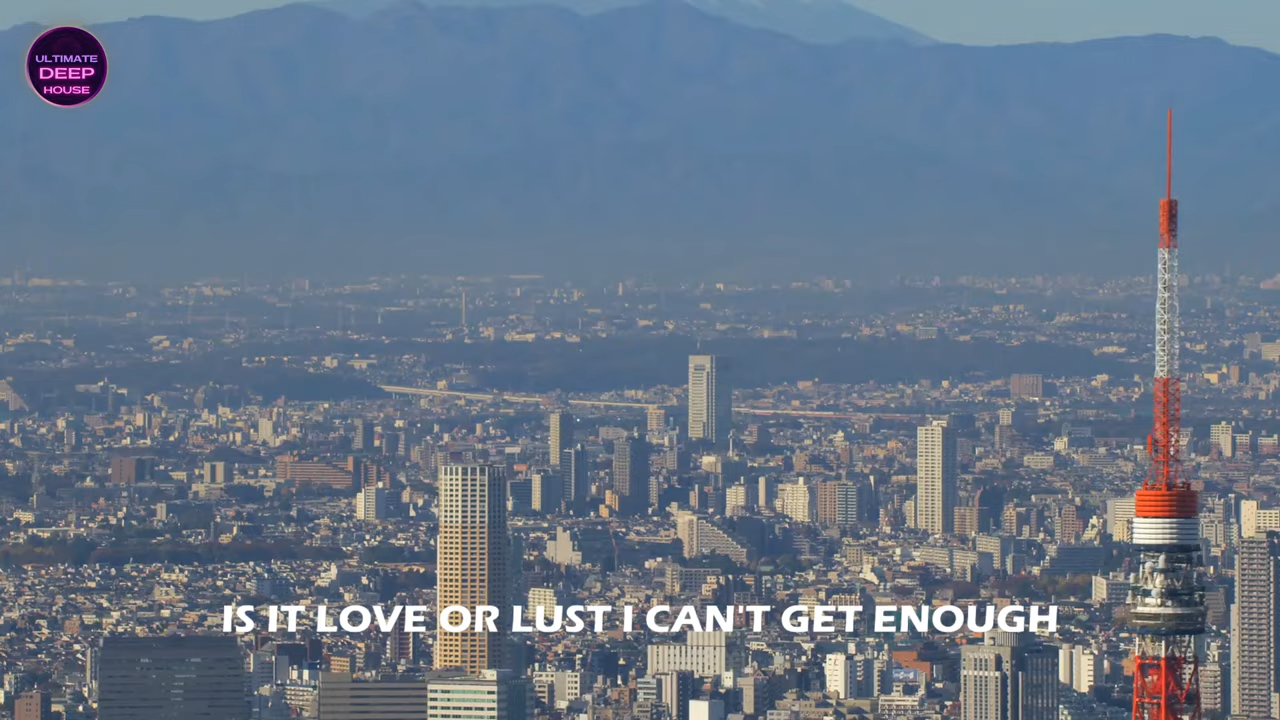 ULTIMATE
DEEP
HOUSE
IS IT LOVE OR LUST I CAN'T GET ENOUGH